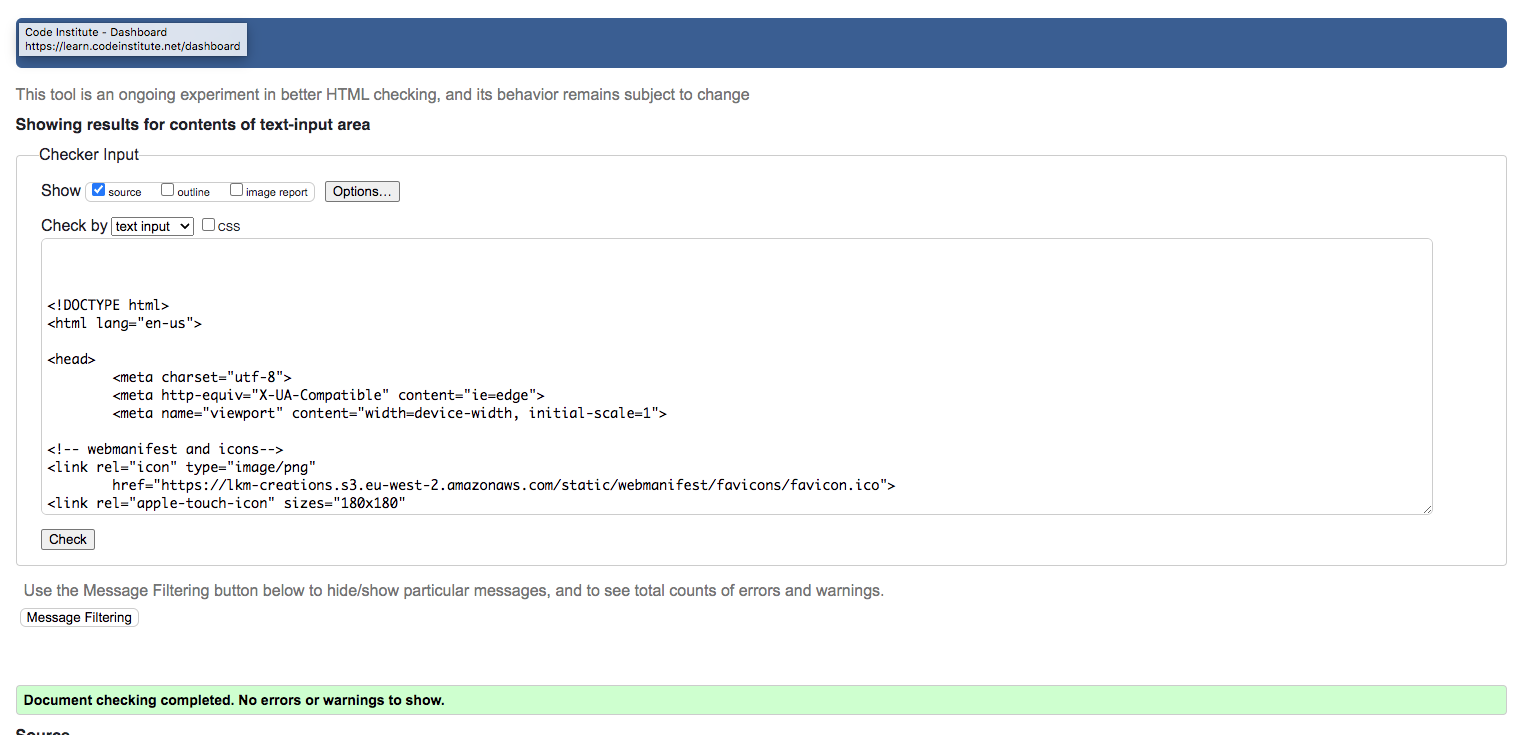 Code Institute - Dashboard
https://learn.codeinstitute.net/dashboard
This tool is an ongoing experiment in better HTML checking, and its behavior remains subject to change
Showing results for contents of text-input area
Checker Input
Show source outline image report Options...
Check by text input CSS
<!DOCTYPE html>
<html lang="en-us">
<head>
<meta charset="utf-8">
<meta http-equiv="X-UA-Compatible" content="ie=edge">
<meta name="viewport" content="width=device-width, initial-scale=1">
<!-- webmanifest and icons-->
<link rel="icon" type="image/png"
href="https://lkm-creations.s3.eu-west-2.amazonaws.com/static/webmanifest/favicons/favicon.ico">
<link rel="apple-touch-icon" sizes="180x180"
Check
Use the Message Filtering button below to hide/show particular messages, and to see total counts of errors and warnings.
Message Filtering
Document checking completed. No errors or warnings to show.
Source